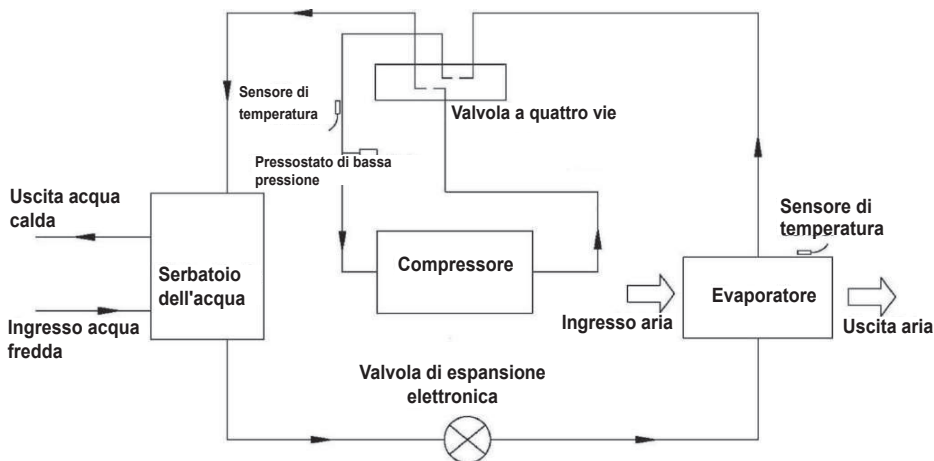 Sensore di
temperatura
Valvola a quattro vie
Pressostato di bassa
pressione
Uscita acqua
calda
Serbatoio
dell'acqua
Ingresso acqua
fredda
Compressore
Sensore di
temperatura
Ingresso aria
Evaporatore
Uscita aria
Valvola di espansione
elettronica